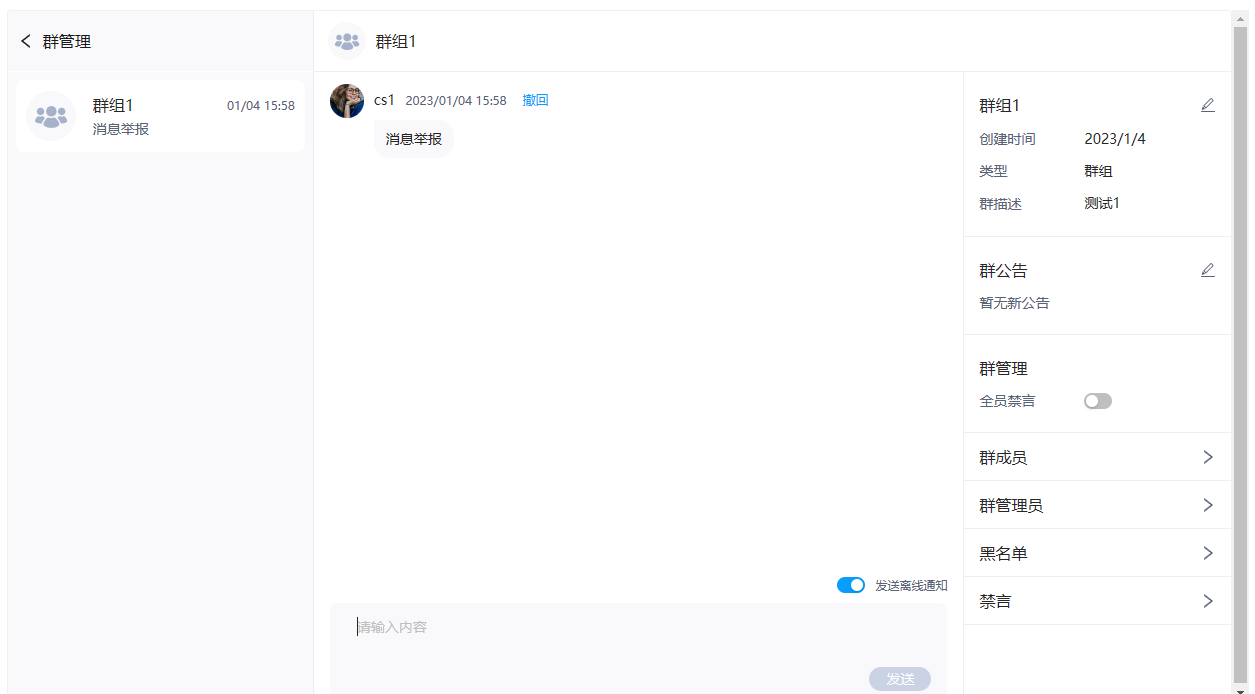 群管理
群组1
01/04 15:58
消息举报
群组1
cs1 2023/01/04 15:58 撤回
消息举报
发送离线通知
请输入内容
发送
群组1
创建时间 2023/1/4
类型 群组
群描述 测试1
群公告
暂无新公告
群管理
全员禁言
群成员
群管理员
黑名单
禁言